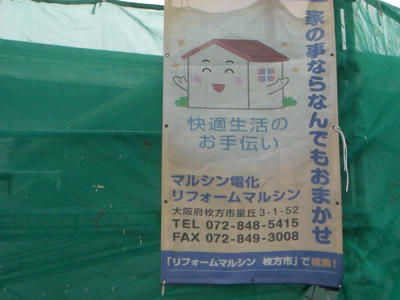 家の事ならなんでもおまかせ
快適生活の
お手伝い
マルシン電化/
リフォームマルシン
大阪府枚方市星丘3-1-52
TEL 072-848-5415
FAX 072-849-3008
「リフォームマルシン 枚方市」で検索!